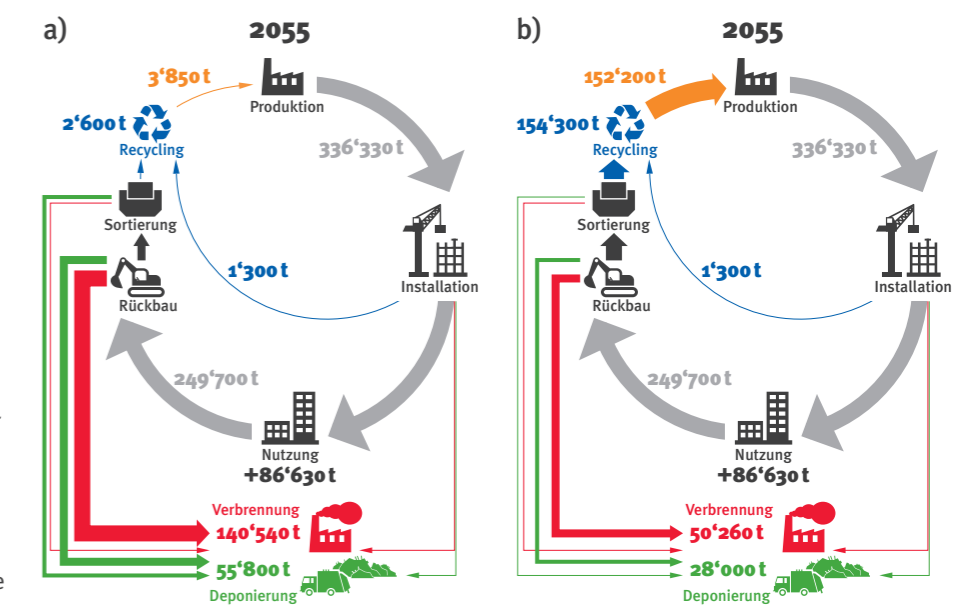 a)
2055
3‘850 t
Produktion
2‘600 t
Recycling
336‘330 t
Sortierung
1‘300 t
Installation
Rückbau
249‘700 t
Nutzung
+86‘630 t
Verbrennung
140‘540 t
55‘800 t
Deponierung
b)
2055
152‘200 t
Produktion
154‘300 t
Recycling
336‘330 t
Sortierung
1‘300 t
Installation
Rückbau
249‘700 t
Nutzung
+86‘630 t
Verbrennung
50‘260 t
28‘000 t
Deponierung
e